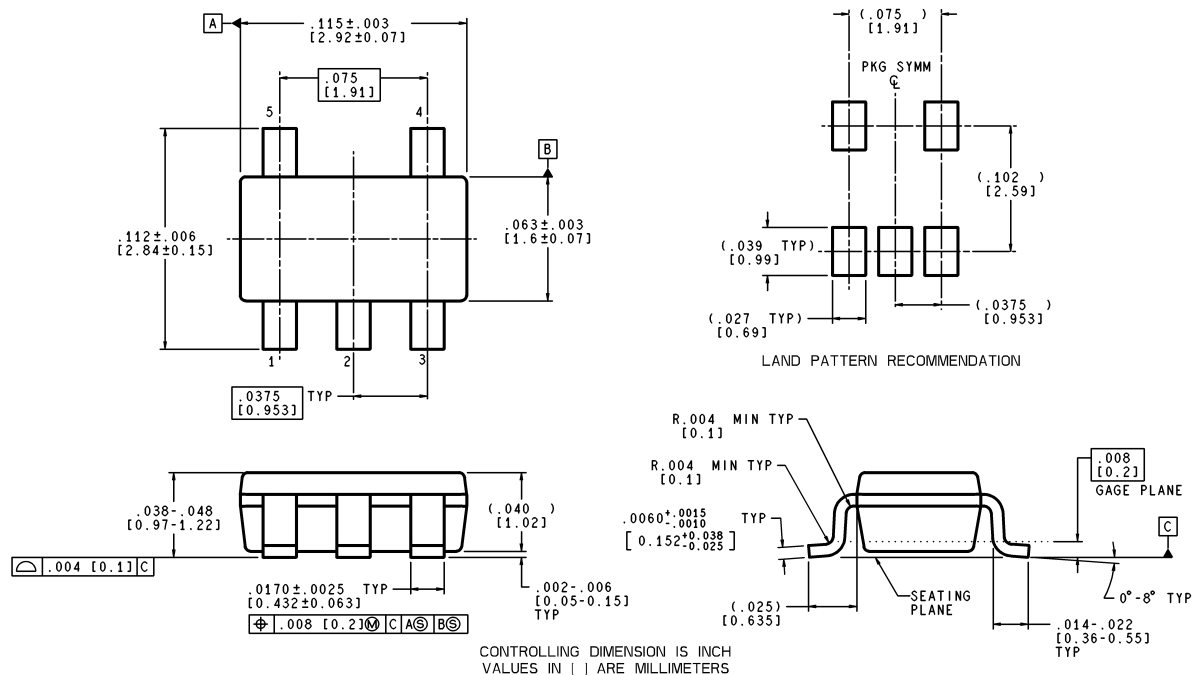 A
.115±.003
[2.92±0.07]
.075
[1.91]
5
4
B
.112±.006
[2.84±0.15]
.063±.003
[1.6±0.07]
1
2
3
.0375 TYP
[0.953]
(.075 )
[1.91]
PKG SYMM
℄
(.102 )
[2.59]
(.039 TYP)
[0.99]
(.027 TYP)
[0.69]
(.0375 )
[0.953]
LAND PATTERN RECOMMENDATION
.038-.048
[0.97-1.22]
(.040 )
[1.02]
⌓ .004 [0.1] C
.0170±.0025 TYP
[0.432±0.063]
⌖ .008 [0.2]Ⓜ C AⓈ BⓈ
.002-.006
[0.05-0.15]
TYP
R.004 MIN TYP
[0.1]
R.004 MIN TYP
[0.1]
.0060+.0015 -.0010 TYP
[0.152+0.038 -0.025]
.008
[0.2]
GAGE PLANE
C
SEATING
PLANE
(.025)
[0.635]
0°-8° TYP
.014-.022
[0.36-0.55]
TYP
CONTROLLING DIMENSION IS INCH
VALUES IN [ ] ARE MILLIMETERS